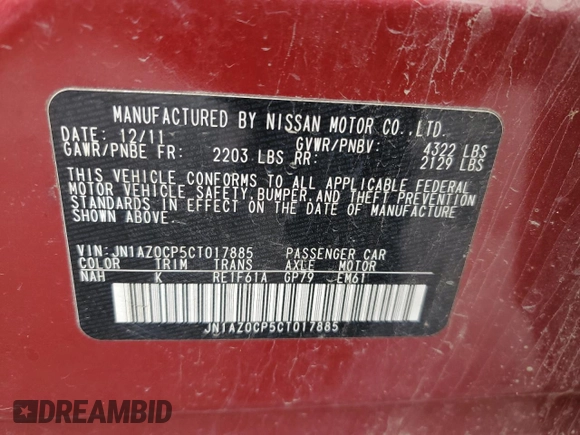 MANUFACTURED BY NISSAN MOTOR CO.,LTD.
DATE: 12/11 GVWR/PNBV: 4322 LBS
GAWR/PNBE FR: 2203 LBS RR: 2129 LBS
THIS VEHICLE CONFORMS TO ALL APPLICABLE FEDERAL
MOTOR VEHICLE SAFETY, BUMPER, AND THEFT PREVENTION
STANDARDS IN EFFECT ON THE DATE OF MANUFACTURE
SHOWN ABOVE.
VIN: JN1AZ0CP5CT017885 PASSENGER CAR
COLOR TRIM TRANS AXLE MOTOR
NAH K RE1F61A GP79 EM61
JN1AZ0CP5CT017885
DREAMBID